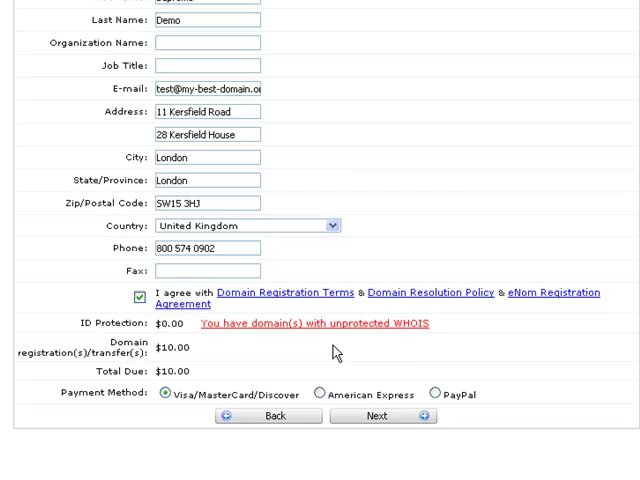 Last Name: Demo
Organization Name:
Job Title:
E-mail: test@my-best-domain.or
Address: 11 Kersfield Road
28 Kersfield House
City: London
State/Province: London
Zip/Postal Code: SW15 3HJ
Country: United Kingdom
Phone: 800 574 0902
Fax:
I agree with Domain Registration Terms & Domain Resolution Policy & eNom Registration
Agreement
ID Protection: $0.00 You have domain(s) with unprotected WHOIS
Domain
registration(s)/transfer(s): $10.00
Total Due: $10.00
Payment Method: Visa/MasterCard/Discover American Express PayPal
Back Next